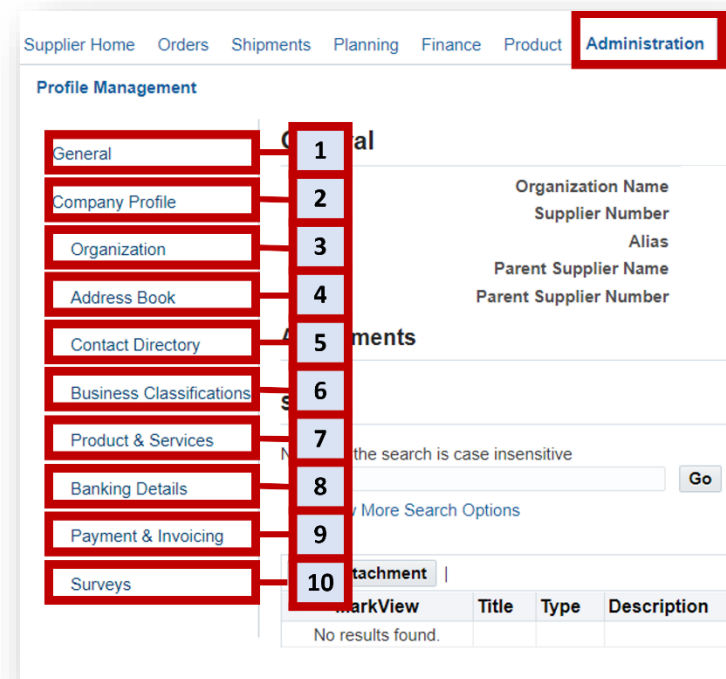 Supplier Home Orders Shipments Planning Finance Product Administration
Profile Management
General 1
Company Profile 2
Organization 3
Address Book 4
Contact Directory 5
Business Classifications 6
Product & Services 7
Banking Details 8
Payment & Invoicing 9
Surveys 10
Organization Name
Supplier Number
Alias
Parent Supplier Name
Parent Supplier Number
the search is case insensitive
Go
More Search Options
|
MarkView Title Type Description
No results found.